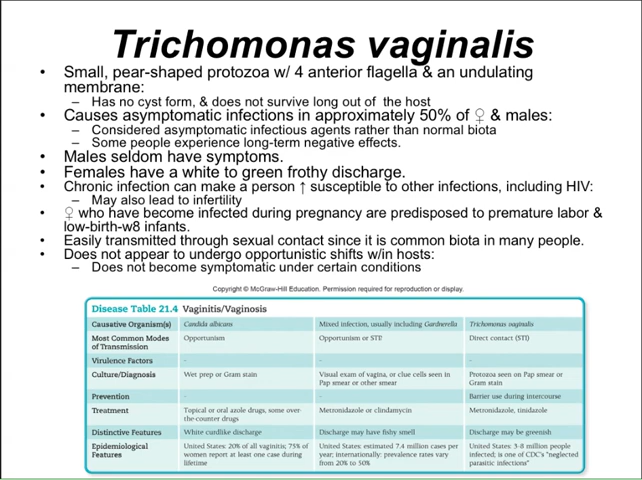 Trichomonas vaginalis
• Small, pear-shaped protozoa w/ 4 anterior flagella & an undulating
membrane:
– Has no cyst form, & does not survive long out of the host
• Causes asymptomatic infections in approximately 50% of ♀ & males:
– Considered asymptomatic infectious agents rather than normal biota
– Some people experience long-term negative effects.
• Males seldom have symptoms.
• Females have a white to green frothy discharge.
• Chronic infection can make a person ↑ susceptible to other infections, including HIV:
– May also lead to infertility
• ♀ who have become infected during pregnancy are predisposed to premature labor &
low-birth-w8 infants.
• Easily transmitted through sexual contact since it is common biota in many people.
• Does not appear to undergo opportunistic shifts w/in hosts:
– Does not become symptomatic under certain conditions
Copyright © McGraw-Hill Education. Permission required for reproduction or display.
Disease Table 21.4 Vaginitis/Vaginosis
Causative Organism(s) Candida albicans Mixed infection, usually including Gardnerella Trichomonas vaginalis
Most Common Modes Opportunism Opportunism or STI? Direct contact (STI)
of Transmission
Virulence Factors - - -
Culture/Diagnosis Wet prep or Gram stain Visual exam of vagina, or clue cells seen in Protozoa seen on Pap smear or
Pap smear or other smear Gram stain
Prevention - - Barrier use during intercourse
Treatment Topical or oral azole drugs, some over- Metronidazole or clindamycin Metronidazole, tinidazole
the-counter drugs
Distinctive Features White curdlike discharge Discharge may have fishy smell Discharge may be greenish
Epidemiological United States: 20% of all vaginitis; 75% of United States: estimated 7.4 million cases per United States: 3-8 million people
Features women report at least one case during year; internationally: prevalence rates vary infected; is one of CDC's "neglected
lifetime from 20% to 50% parasitic infections"